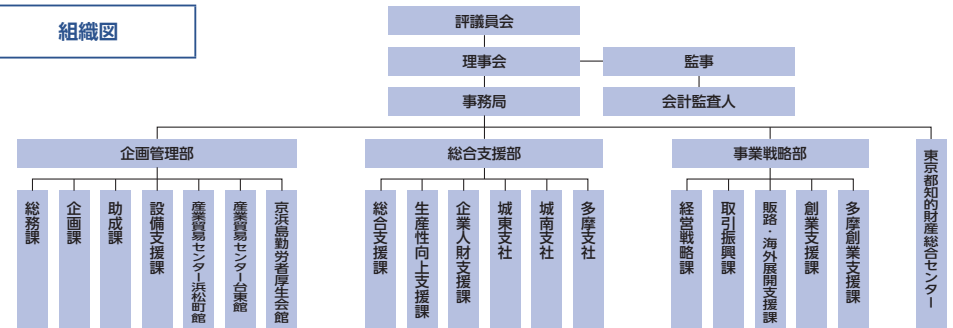 組織図
評議員会
理事会
監事
事務局
会計監査人
企画管理部
総合支援部
事業戦略部
東京都知的財産総合センター
総務課
企画課
助成課
設備支援課
産業貿易センター浜松町館
産業貿易センター台東館
京浜島勤労者厚生会館
総合支援課
生産性向上支援課
企業人財支援課
城東支社
城南支社
多摩支社
経営戦略課
取引振興課
販路・海外展開支援課
創業支援課
多摩創業支援課